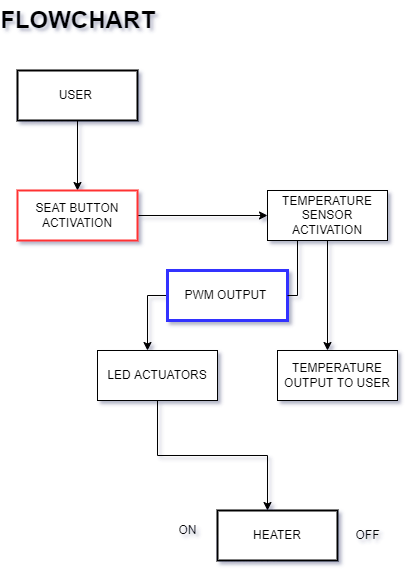 FLOWCHART
USER
SEAT BUTTON
ACTIVATION
TEMPERATURE
SENSOR
ACTIVATION
PWM OUTPUT
LED ACTUATORS
TEMPERATURE
OUTPUT TO USER
ON
HEATER
OFF